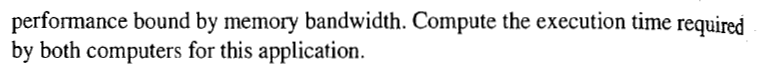 performance bound by memory bandwidth. Compute the execution time required
by both computers for this application.